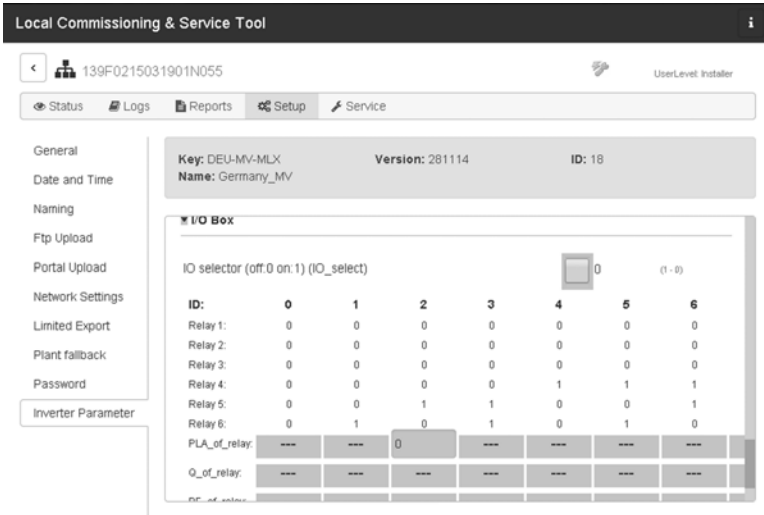 Local Commissioning & Service Tool
i
139F0215031901N055
UserLevel: Installer
Status Logs Reports Setup Service
General
Date and Time
Naming
Ftp Upload
Portal Upload
Network Settings
Limited Export
Plant fallback
Password
Inverter Parameter
Key: DEU-MV-MLX Version: 281114 ID: 18
Name: Germany_MV
I/O Box
IO selector (off:0 on:1) (IO_select) 0 (1 - 0)
ID: 0 1 2 3 4 5 6
Relay 1: 0 0 0 0 0 0 0
Relay 2: 0 0 0 0 0 0 0
Relay 3: 0 0 0 0 0 0 0
Relay 4: 0 0 0 0 1 1 1
Relay 5: 0 0 1 1 0 0 1
Relay 6: 0 1 0 1 0 1 0
PLA_of_relay: --- --- 0 --- --- --- ---
Q_of_relay: --- --- --- --- --- --- ---